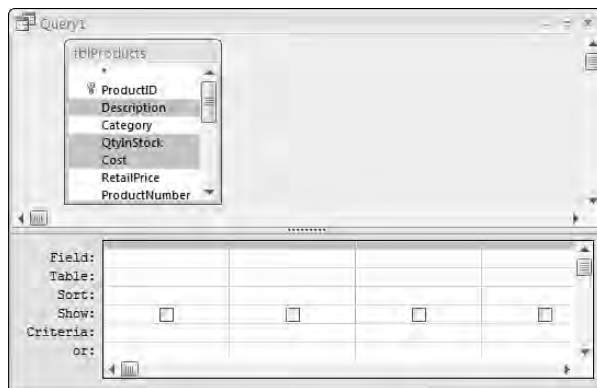 Query1
tblProducts
*
ProductID
Description
Category
QtyInStock
Cost
RetailPrice
ProductNumber
Field:
Table:
Sort:
Show:
Criteria:
or: